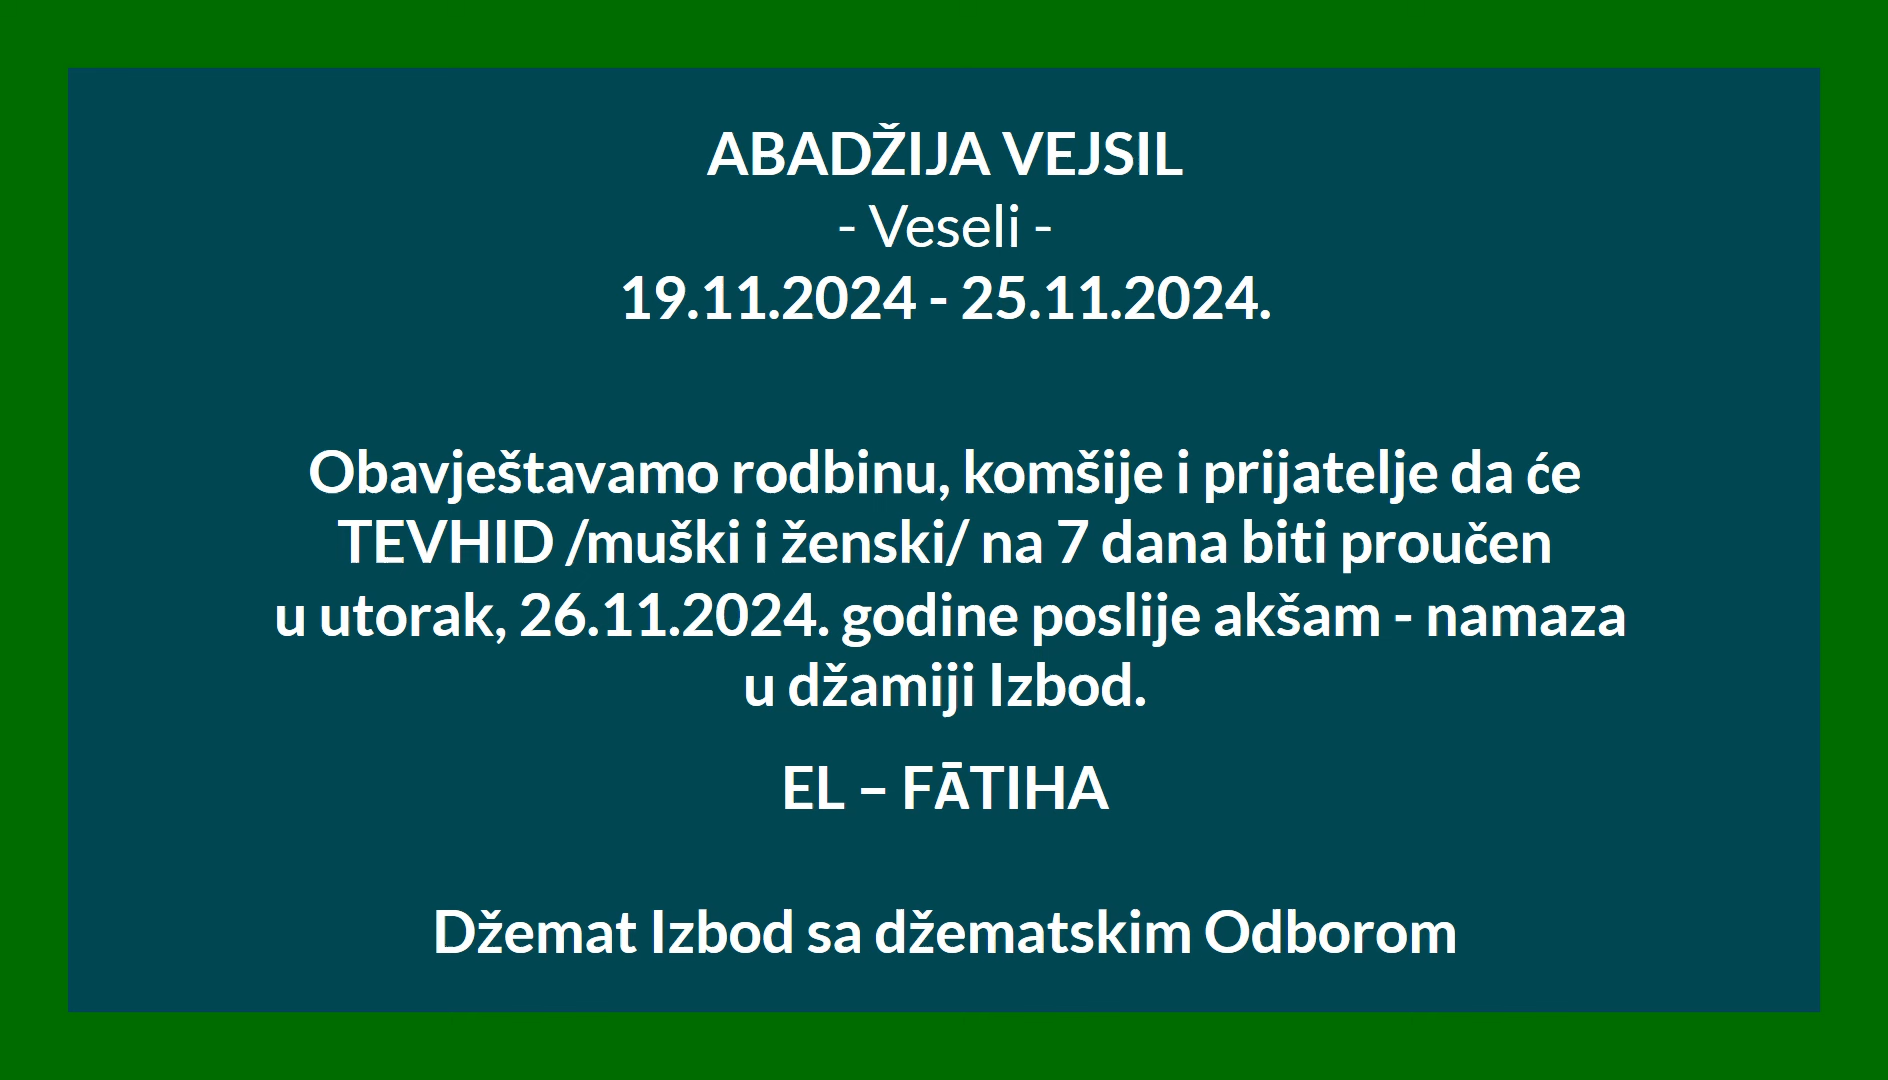 ABADŽIJA VEJSIL
- Veseli -
19.11.2024 - 25.11.2024.
Obavještavamo rodbinu, komšije i prijatelje da će
TEVHID /muški i ženski/ na 7 dana biti proučen
u utorak, 26.11.2024. godine poslije akšam - namaza
u džamiji Izbod.
EL – FĀTIHA
Džemat Izbod sa džematskim Odborom